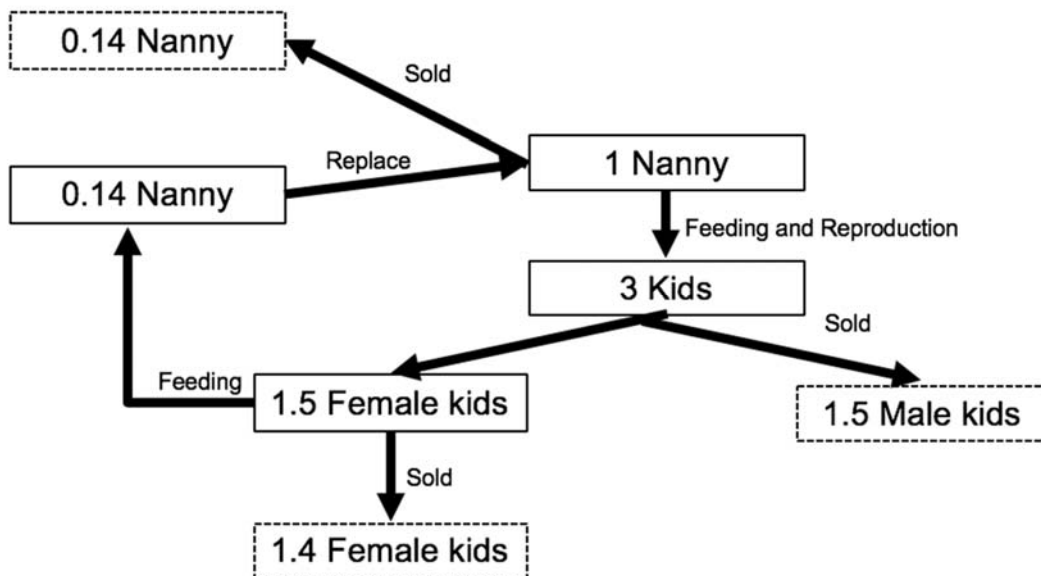 0.14 Nanny
Sold
1 Nanny
Replace
0.14 Nanny
Feeding and Reproduction
3 Kids
Sold
Feeding
1.5 Female kids
1.5 Male kids
Sold
1.4 Female kids